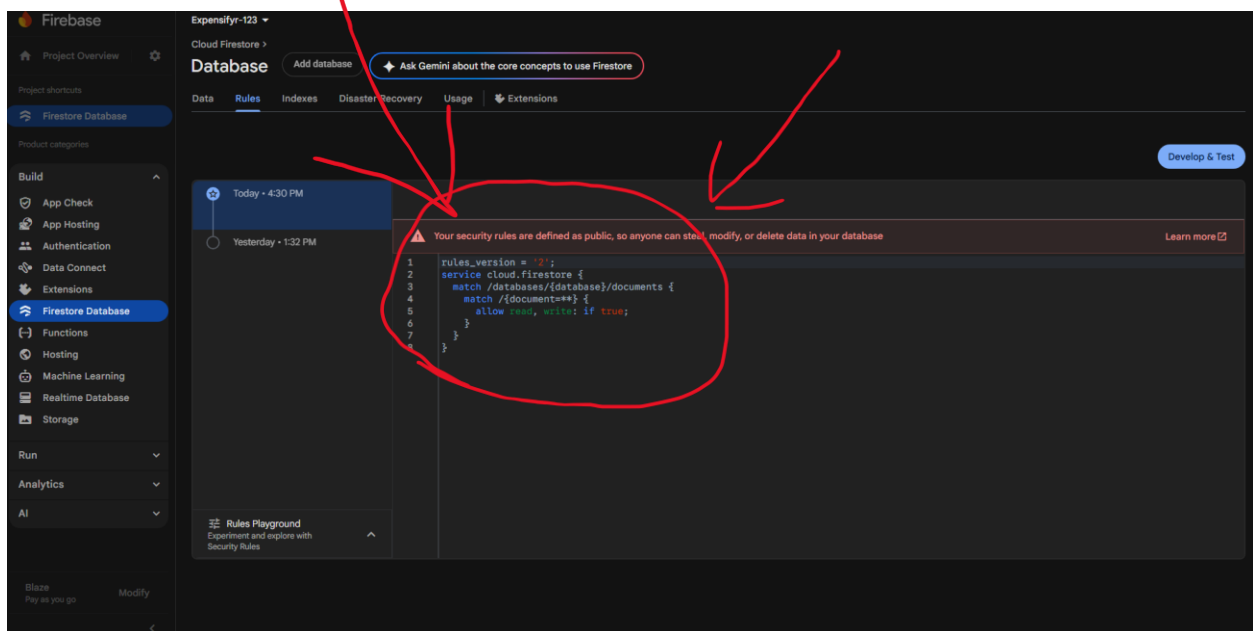 Firebase
Project Overview
Project shortcuts
Firestore Database
Product categories
Build
App Check
App Hosting
Authentication
Data Connect
Extensions
Firestore Database
Functions
Hosting
Machine Learning
Realtime Database
Storage
Run
Analytics
AI
Blaze
Pay as you go
Modify
Expensifyr-123
Cloud Firestore >
Database
Add database
Ask Gemini about the core concepts to use Firestore
Data Rules Indexes Disaster Recovery Usage Extensions
Develop & Test
Today • 4:30 PM
Yesterday • 1:32 PM
Rules Playground
Experiment and explore with
Security Rules
Your security rules are defined as public, so anyone can steal, modify, or delete data in your database
Learn more
1 rules_version = '2';
2 service cloud.firestore {
3 match /databases/{database}/documents {
4 match /{document=**} {
5 allow read, write: if true;
6 }
7 }
8 }